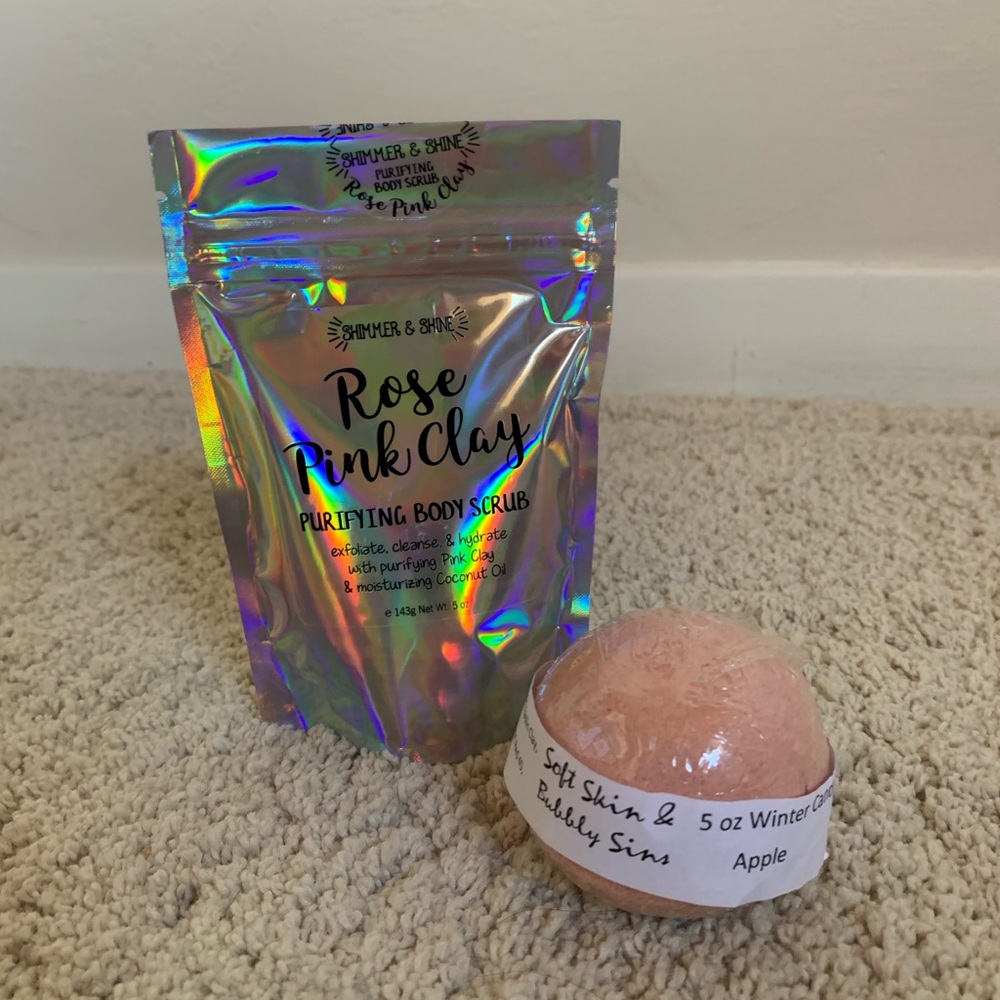 SHIMMER & SHINE
PURIFYING
BODY SCRUB
Rose Pink Clay
SHIMMER & SHINE
Rose
Pink Clay
PURIFYING BODY SCRUB
exfoliate, cleanse, & hydrate
with purifying Pink Clay
& moisturizing Coconut Oil
e 143g Net Wt. 5 oz
Soft Skin &
Bubbly Sins
5 oz Winter
Apple